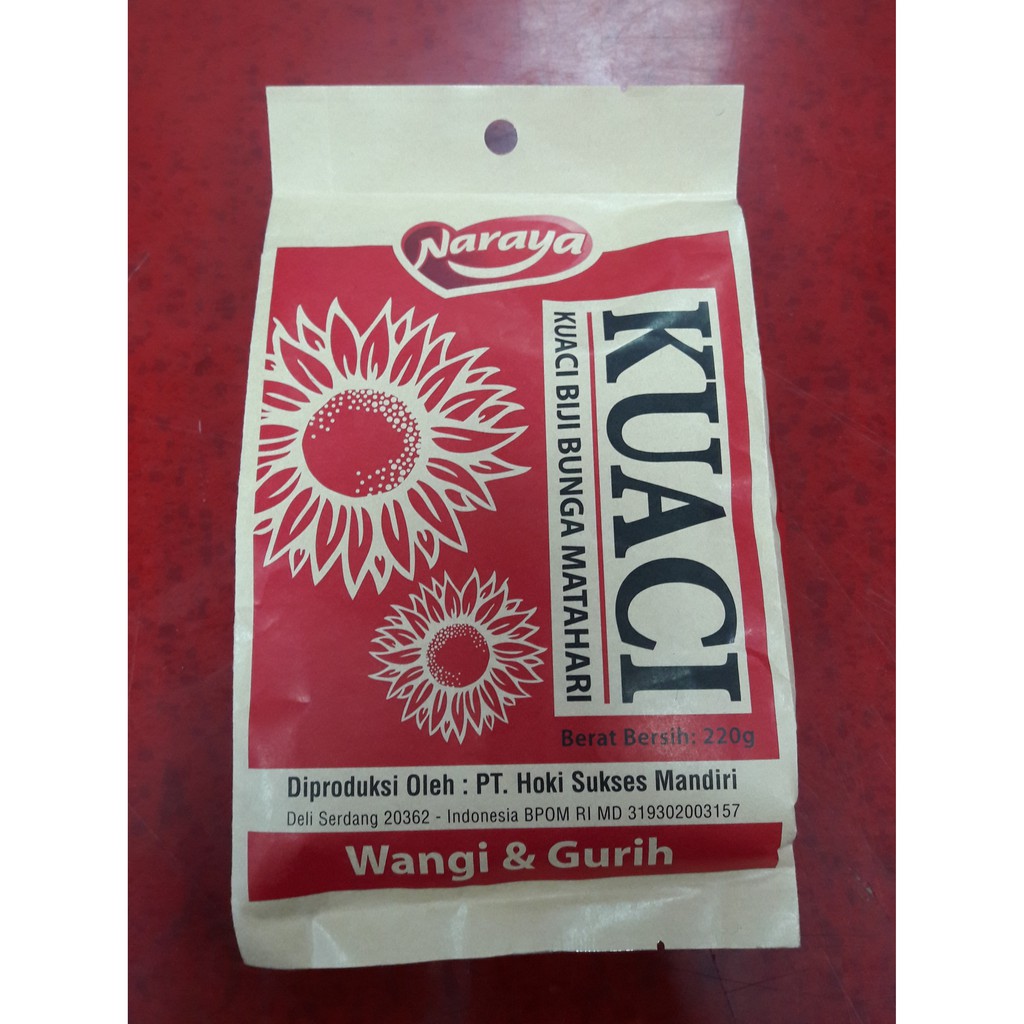 Naraya
KUACI
KUACI BIJI BUNGA MATAHARI
Berat Bersih: 220g
Diproduksi Oleh : PT. Hoki Sukses Mandiri
Deli Serdang 20362 - Indonesia BPOM RI MD 319302003157
Wangi & Gurih